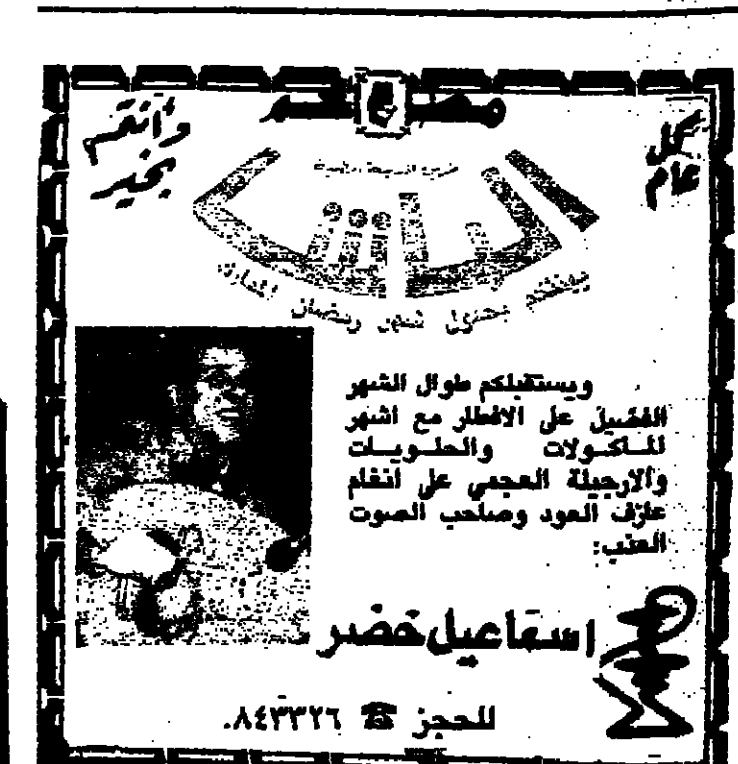 كل عام
وأنتم بخير
يهنئكم بحلول شهر رمضان المبارك
ويستقبلكم طوال الشهر
الفضيل على الافطار مع اشهر
المأكولات والحلويات
والارجيلة العجمي على انغام
عازف العود وصاحب الصوت
العذب:
اسماعيل خضر
للحجز ☎ ٨٤٣٣٢٦.